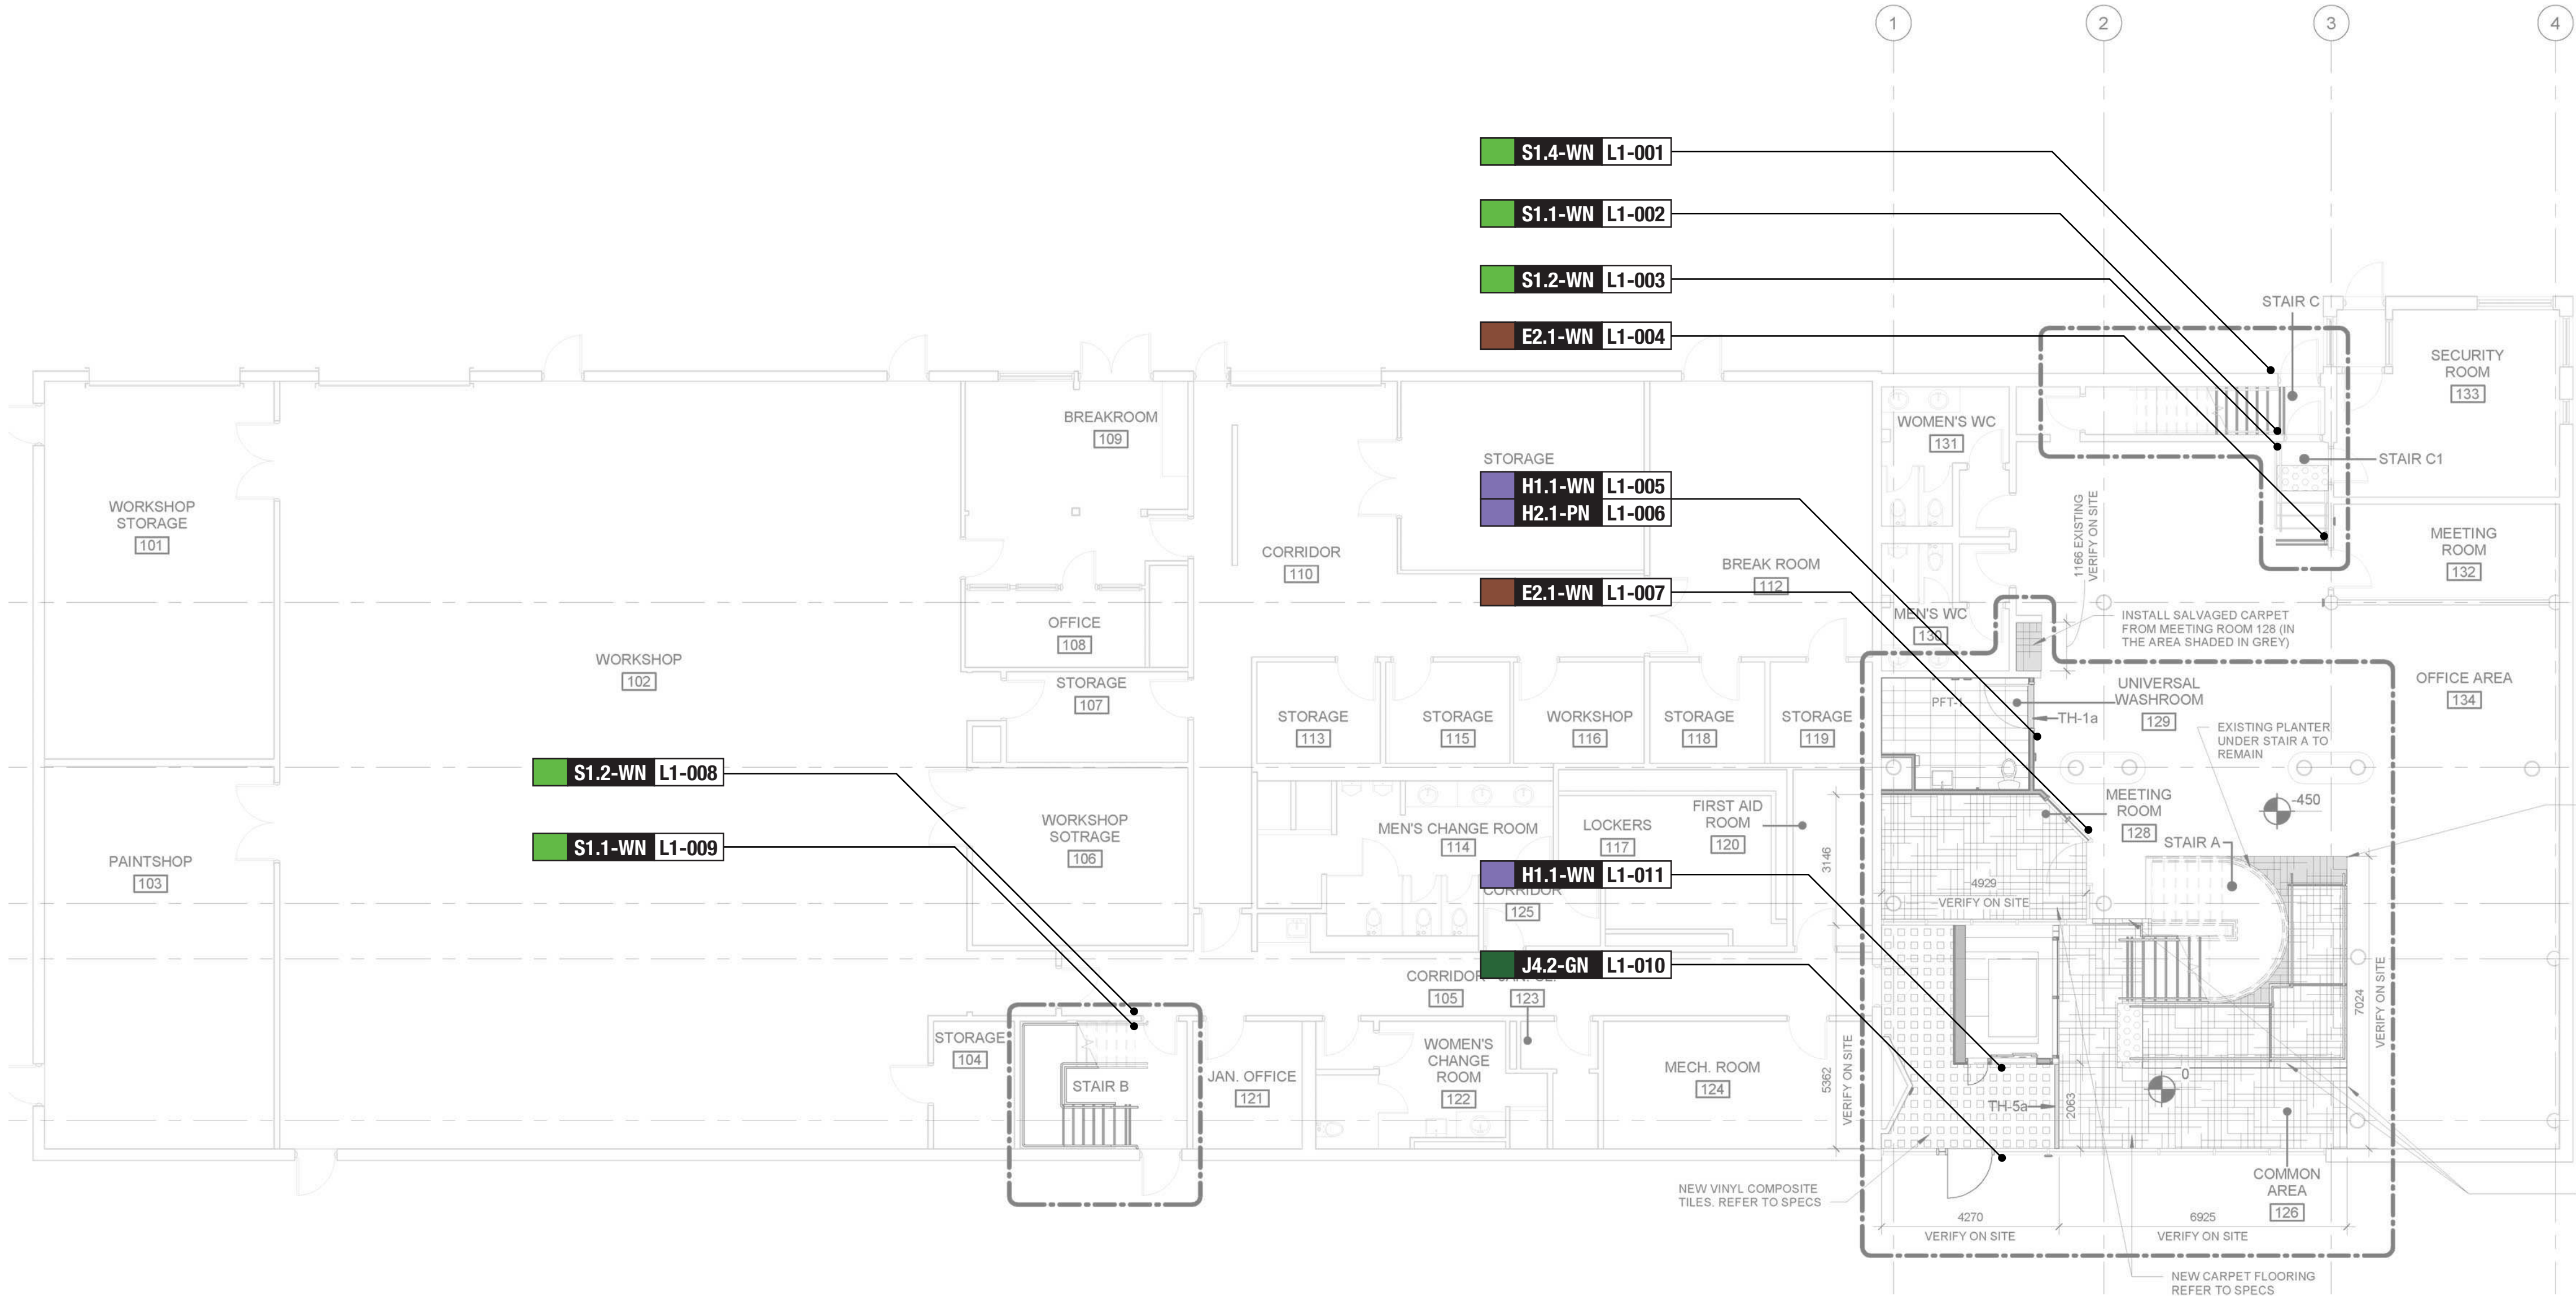 1
2
3
4
S1.4-WN L1-001
S1.1-WN L1-002
S1.2-WN L1-003
E2.1-WN L1-004
STAIR C
SECURITY
ROOM
133
STAIR C1
BREAKROOM
109
WOMEN'S WC
131
STORAGE
H1.1-WN L1-005
H2.1-PN L1-006
WORKSHOP
STORAGE
101
CORRIDOR
110
BREAK ROOM
112
1166 EXISTING
VERIFY ON SITE
MEETING
ROOM
132
E2.1-WN L1-007
MEN'S WC
130
INSTALL SALVAGED CARPET
FROM MEETING ROOM 128 (IN
THE AREA SHADED IN GREY)
OFFICE
108
WORKSHOP
102
STORAGE
107
STORAGE
113
STORAGE
115
WORKSHOP
116
STORAGE
118
STORAGE
119
PFT-1
UNIVERSAL
WASHROOM
129
TH-1a
OFFICE AREA
134
EXISTING PLANTER
UNDER STAIR A TO
REMAIN
S1.2-WN L1-008
S1.1-WN L1-009
WORKSHOP
SOTRAGE
106
MEN'S CHANGE ROOM
114
LOCKERS
117
FIRST AID
ROOM
120
MEETING
ROOM
128
-450
STAIR A
PAINTSHOP
103
3146
4929
VERIFY ON SITE
H1.1-WN L1-011
CORRIDOR
125
J4.2-GN L1-010
CORRIDOR
105
123
7024
VERIFY ON SITE
STORAGE
104
STAIR B
JAN. OFFICE
121
WOMEN'S
CHANGE
ROOM
122
MECH. ROOM
124
5362
VERIFY ON SITE
TH-5a
2063
0
COMMON
AREA
126
NEW VINYL COMPOSITE
TILES. REFER TO SPECS
4270
VERIFY ON SITE
6925
VERIFY ON SITE
NEW CARPET FLOORING
REFER TO SPECS